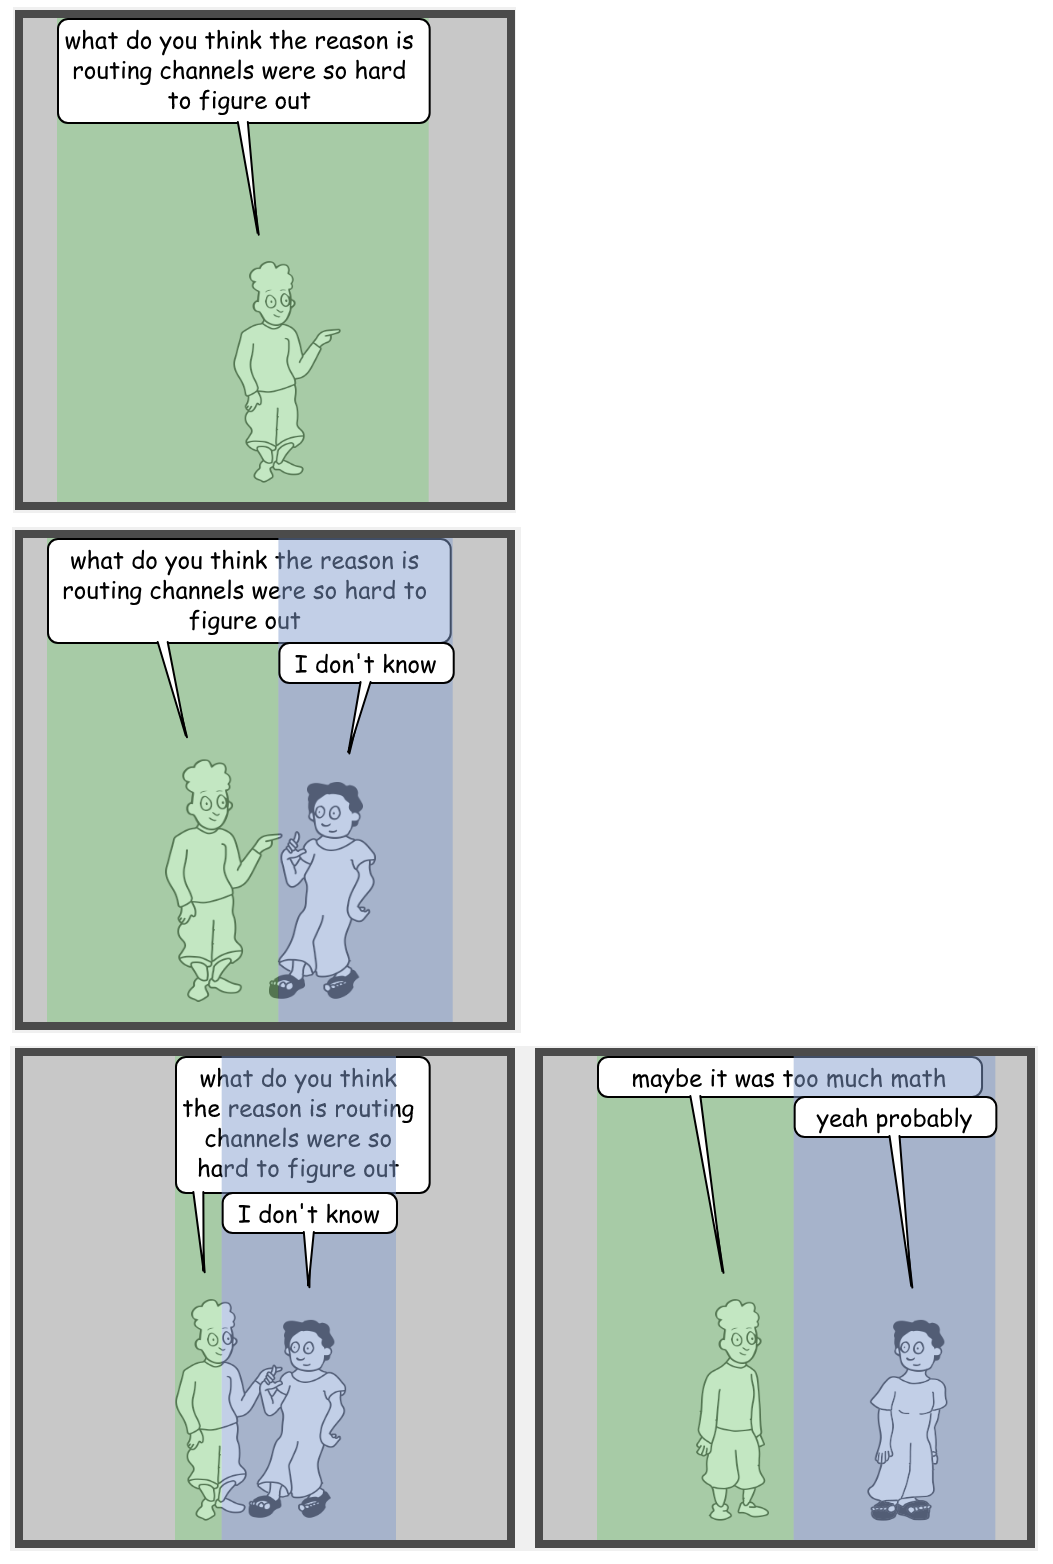 what do you think the reason is
routing channels were so hard
to figure out
what do you think the reason is
routing channels were so hard to
figure out
I don't know
what do you think
the reason is routing
channels were so
hard to figure out
I don't know
maybe it was too much math
yeah probably